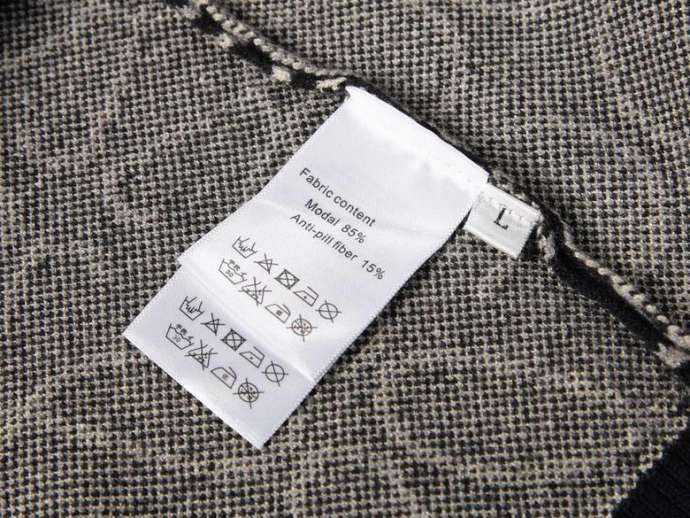 Fabric content
Modal 85%
Anti-pill fiber 15%
L